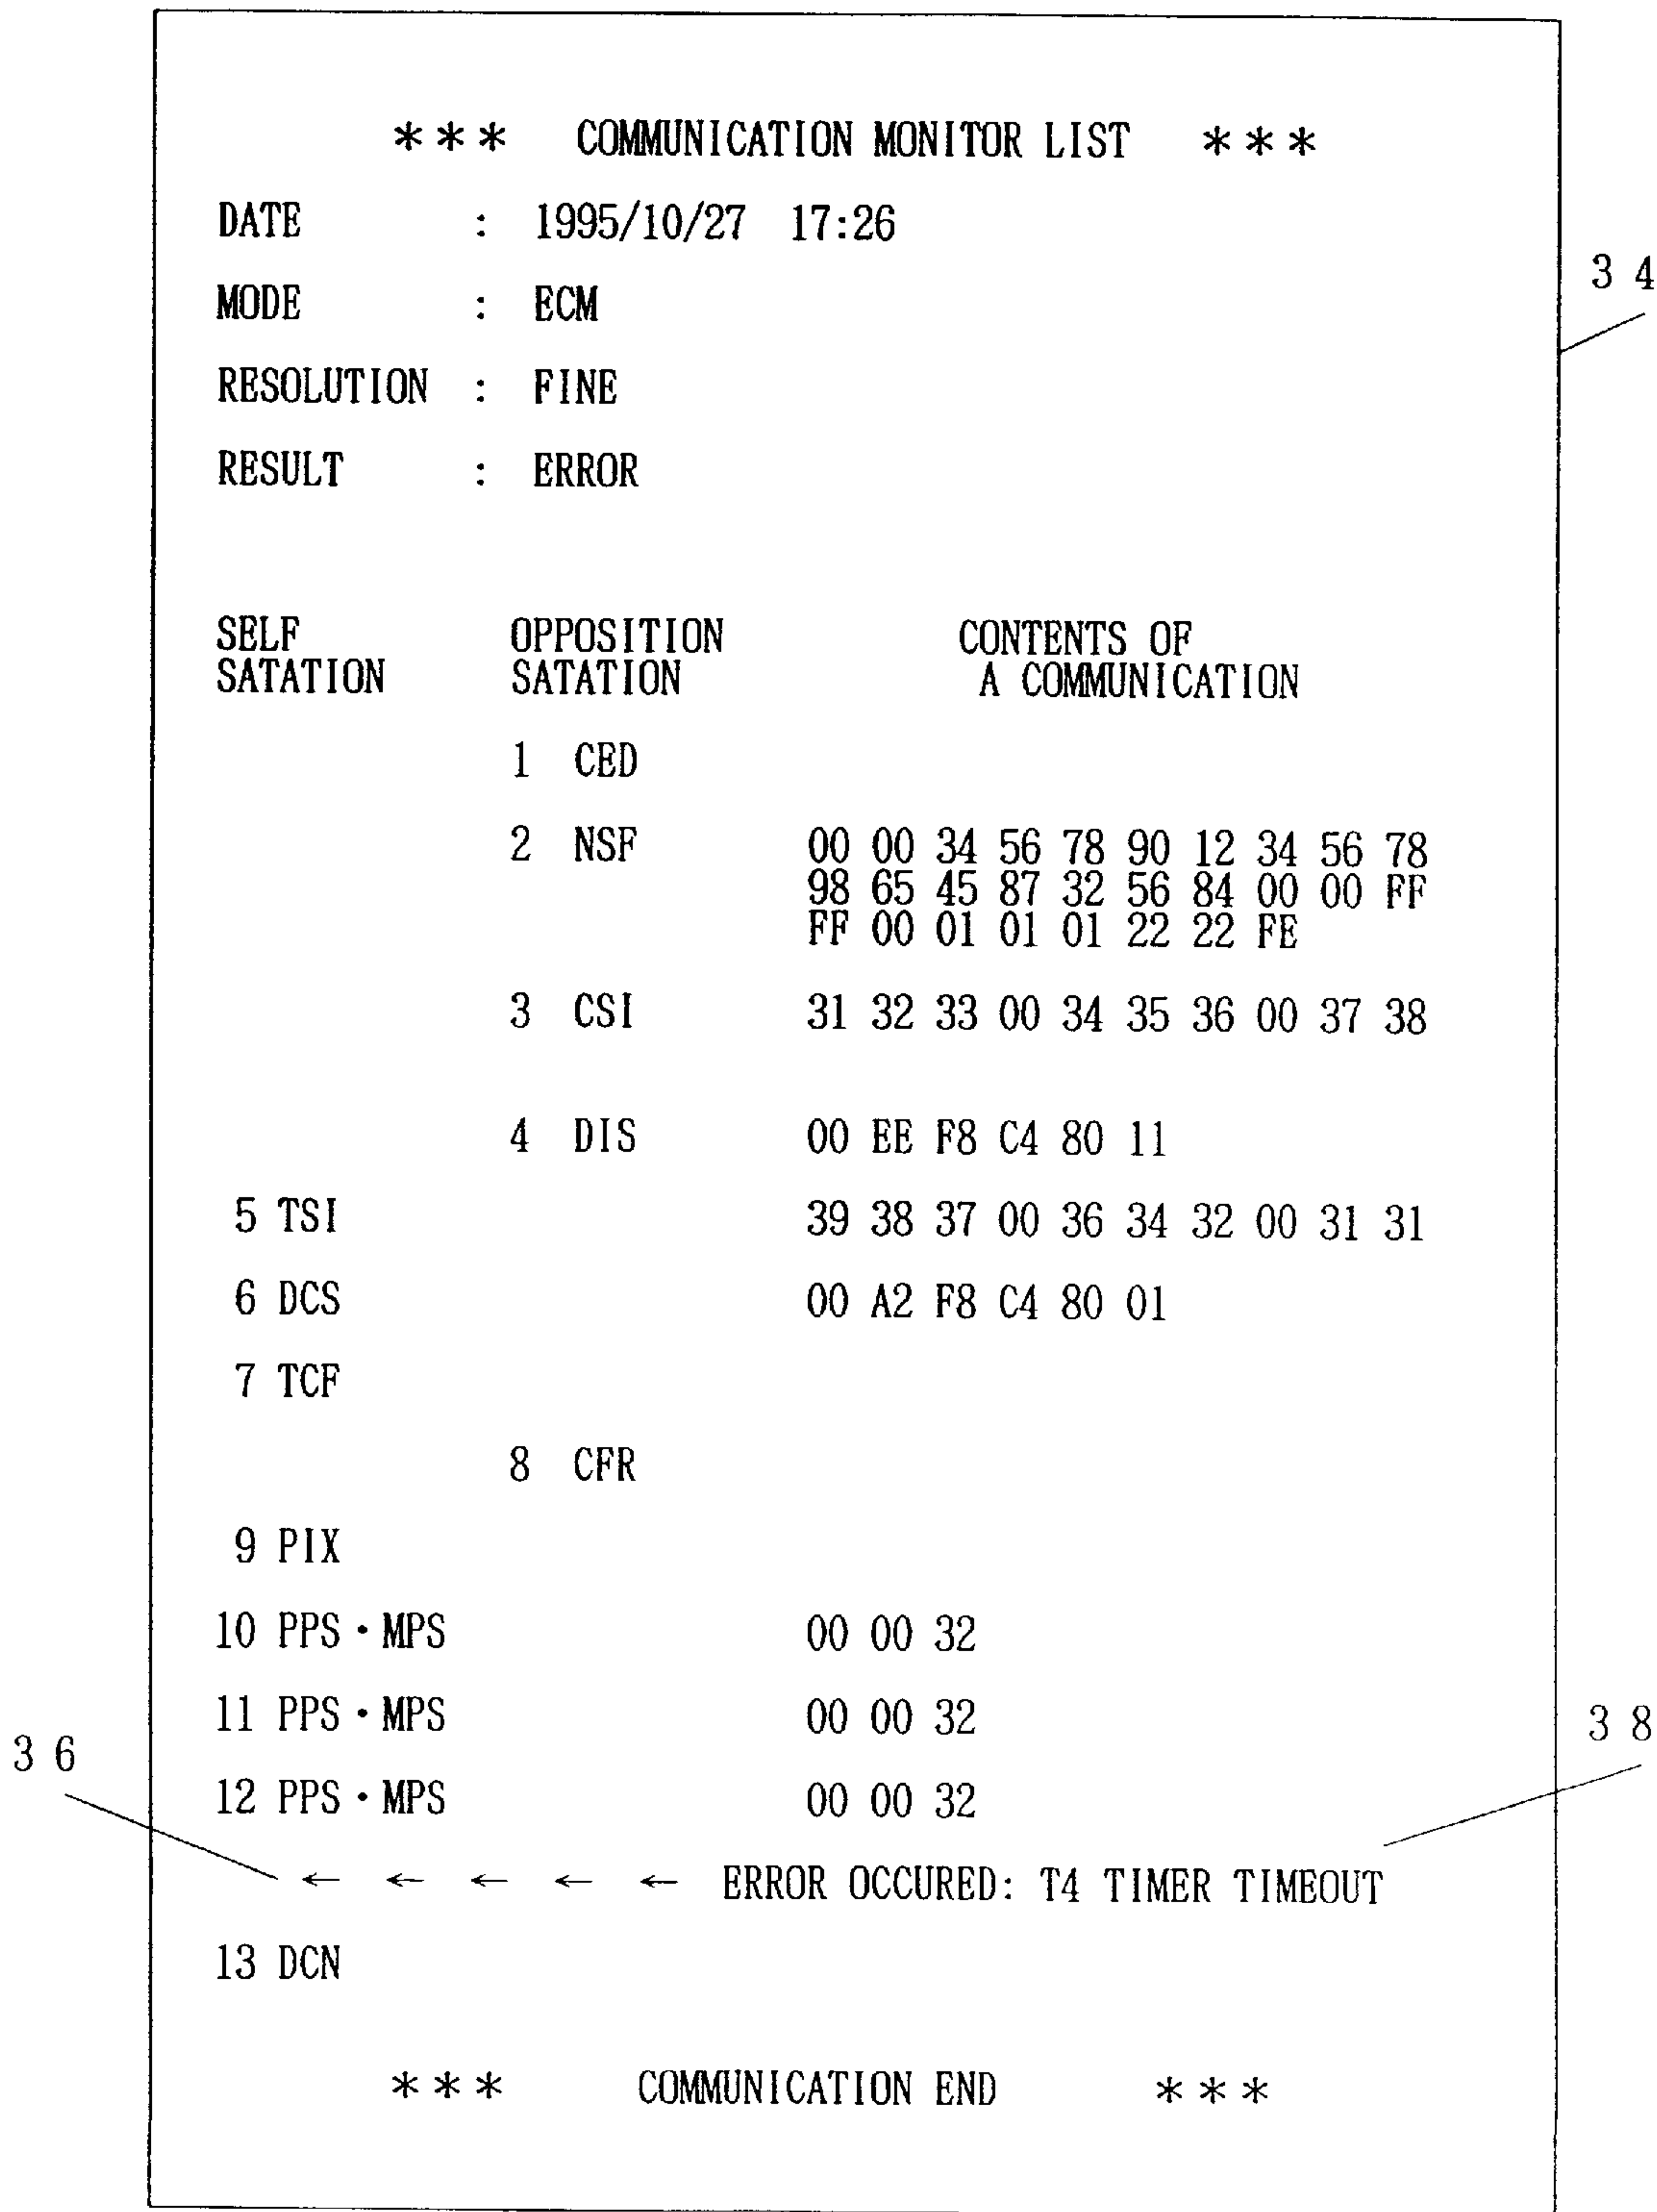 *** COMMUNICATION MONITOR LIST ***
DATE : 1995/10/27 17:26
34
MODE : ECM
RESOLUTION : FINE
RESULT : ERROR
SELF OPPOSITION CONTENTS OF
SATATION SATATION A COMMUNICATION
1 CED
2 NSF 00 00 34 56 78 90 12 34 56 78
98 65 45 87 32 56 84 00 00 FF
FF 00 01 01 01 22 22 FE
3 CSI 31 32 33 00 34 35 36 00 37 38
4 DIS 00 EE F8 C4 80 11
5 TSI 39 38 37 00 36 34 32 00 31 31
6 DCS 00 A2 F8 C4 80 01
7 TCF
8 CFR
9 PIX
10 PPS・MPS 00 00 32
11 PPS・MPS 00 00 32
38
36
12 PPS・MPS 00 00 32
← ← ← ← ← ERROR OCCURED: T4 TIMER TIMEOUT
13 DCN
*** COMMUNICATION END ***